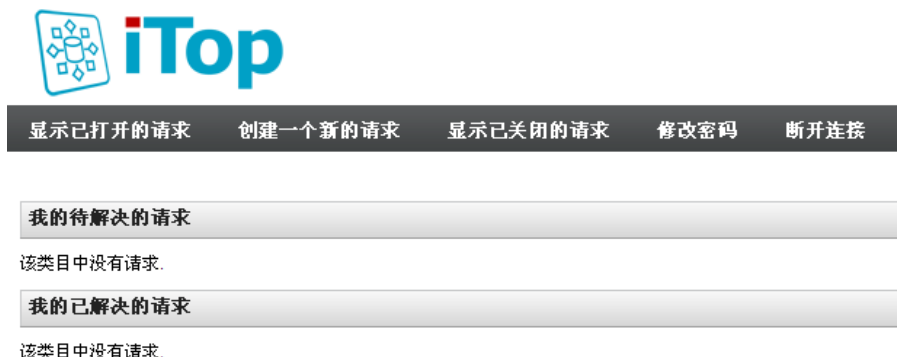 iTop
显示已打开的请求 创建一个新的请求 显示已关闭的请求 修改密码 断开连接
我的待解决的请求
该类目中没有请求.
我的已解决的请求
该类目中没有请求.